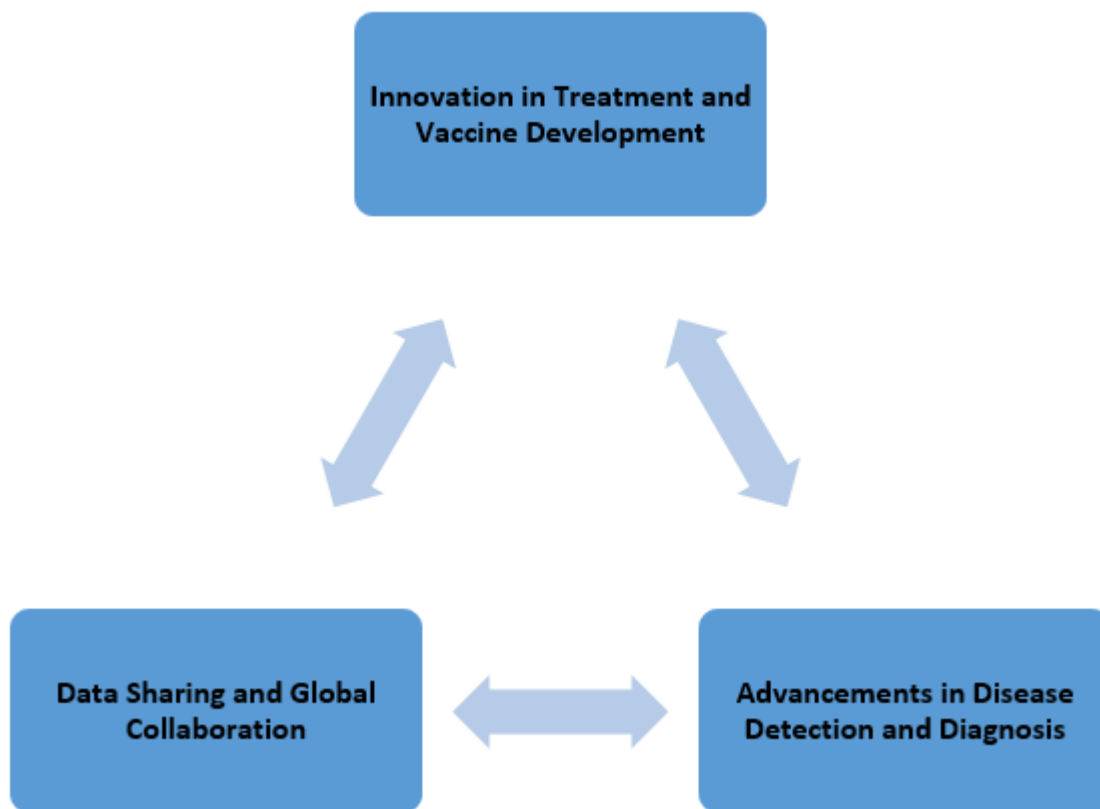 Innovation in Treatment and
Vaccine Development
Data Sharing and Global
Collaboration
Advancements in Disease
Detection and Diagnosis